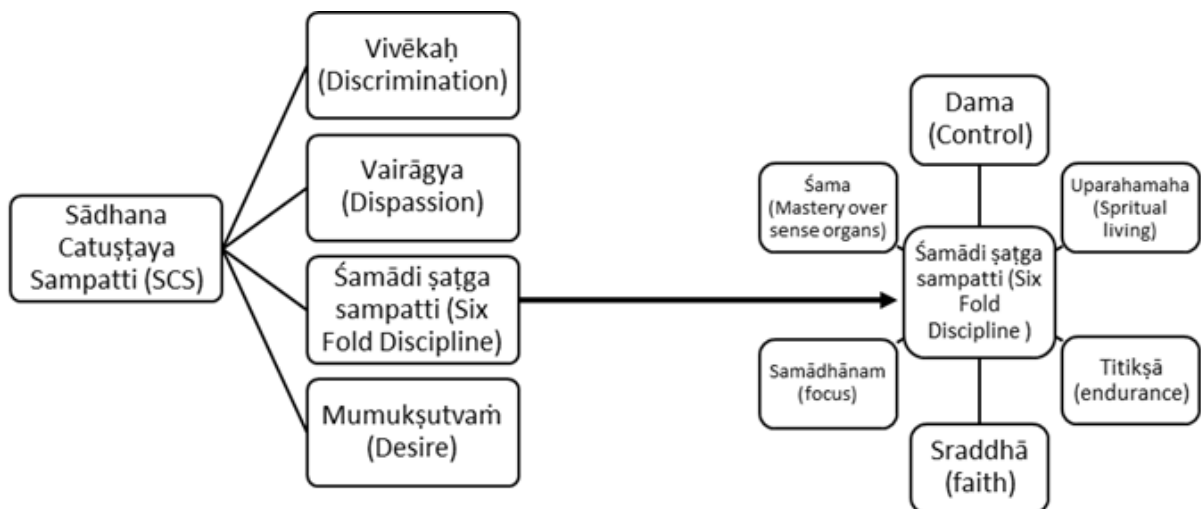 Sādhana
Catuṣṭaya
Sampatti (SCS)
Vivēkaḥ
(Discrimination)
Vairāgya
(Dispassion)
Śamādi ṣaṭga
sampatti (Six
Fold Discipline)
Mumukṣutvaṁ
(Desire)
Dama
(Control)
Śama
(Mastery over
sense organs)
Uparahamaha
(Spritual
living)
Śamādi ṣaṭga
sampatti (Six
Fold
Discipline )
Samādhānam
(focus)
Titikṣā
(endurance)
Sraddhā
(faith)